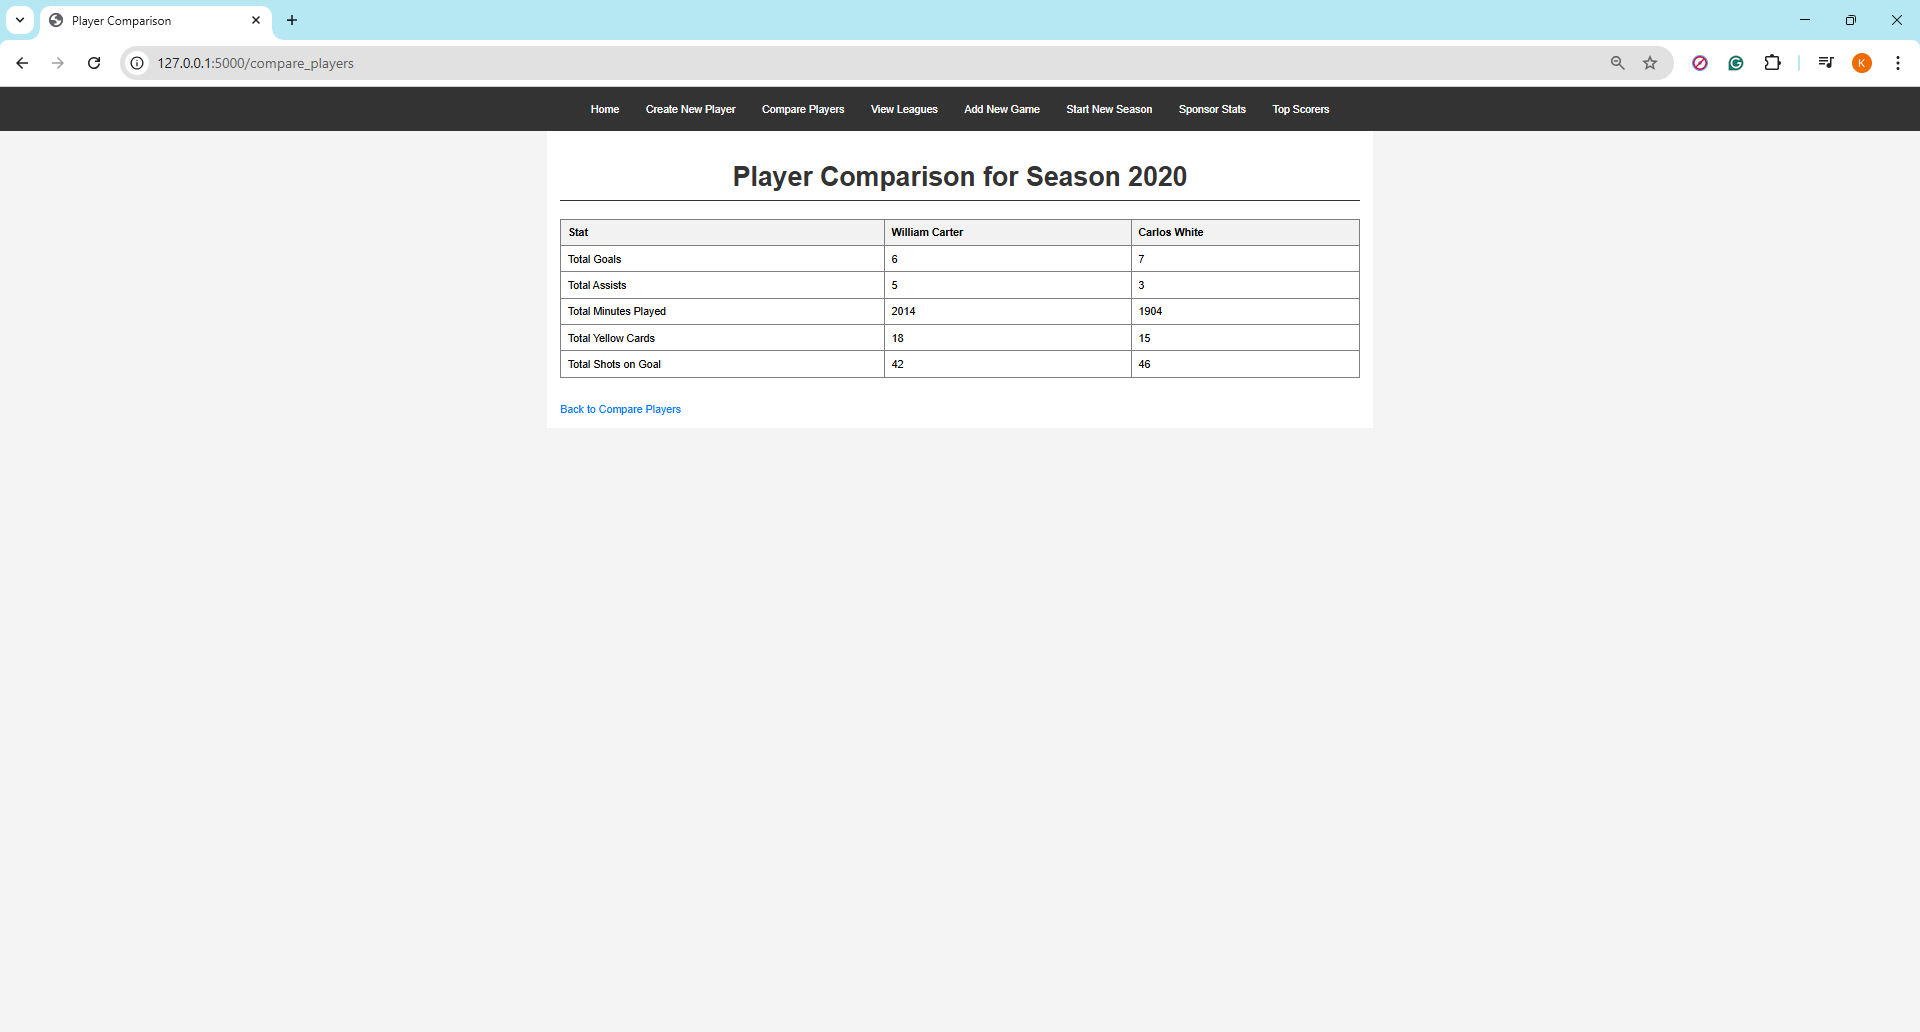 Player Comparison
127.0.0.1:5000/compare_players
K
Home Create New Player Compare Players View Leagues Add New Game Start New Season Sponsor Stats Top Scorers
Player Comparison for Season 2020
Stat William Carter Carlos White
Total Goals 6 7
Total Assists 5 3
Total Minutes Played 2014 1904
Total Yellow Cards 18 15
Total Shots on Goal 42 46
Back to Compare Players